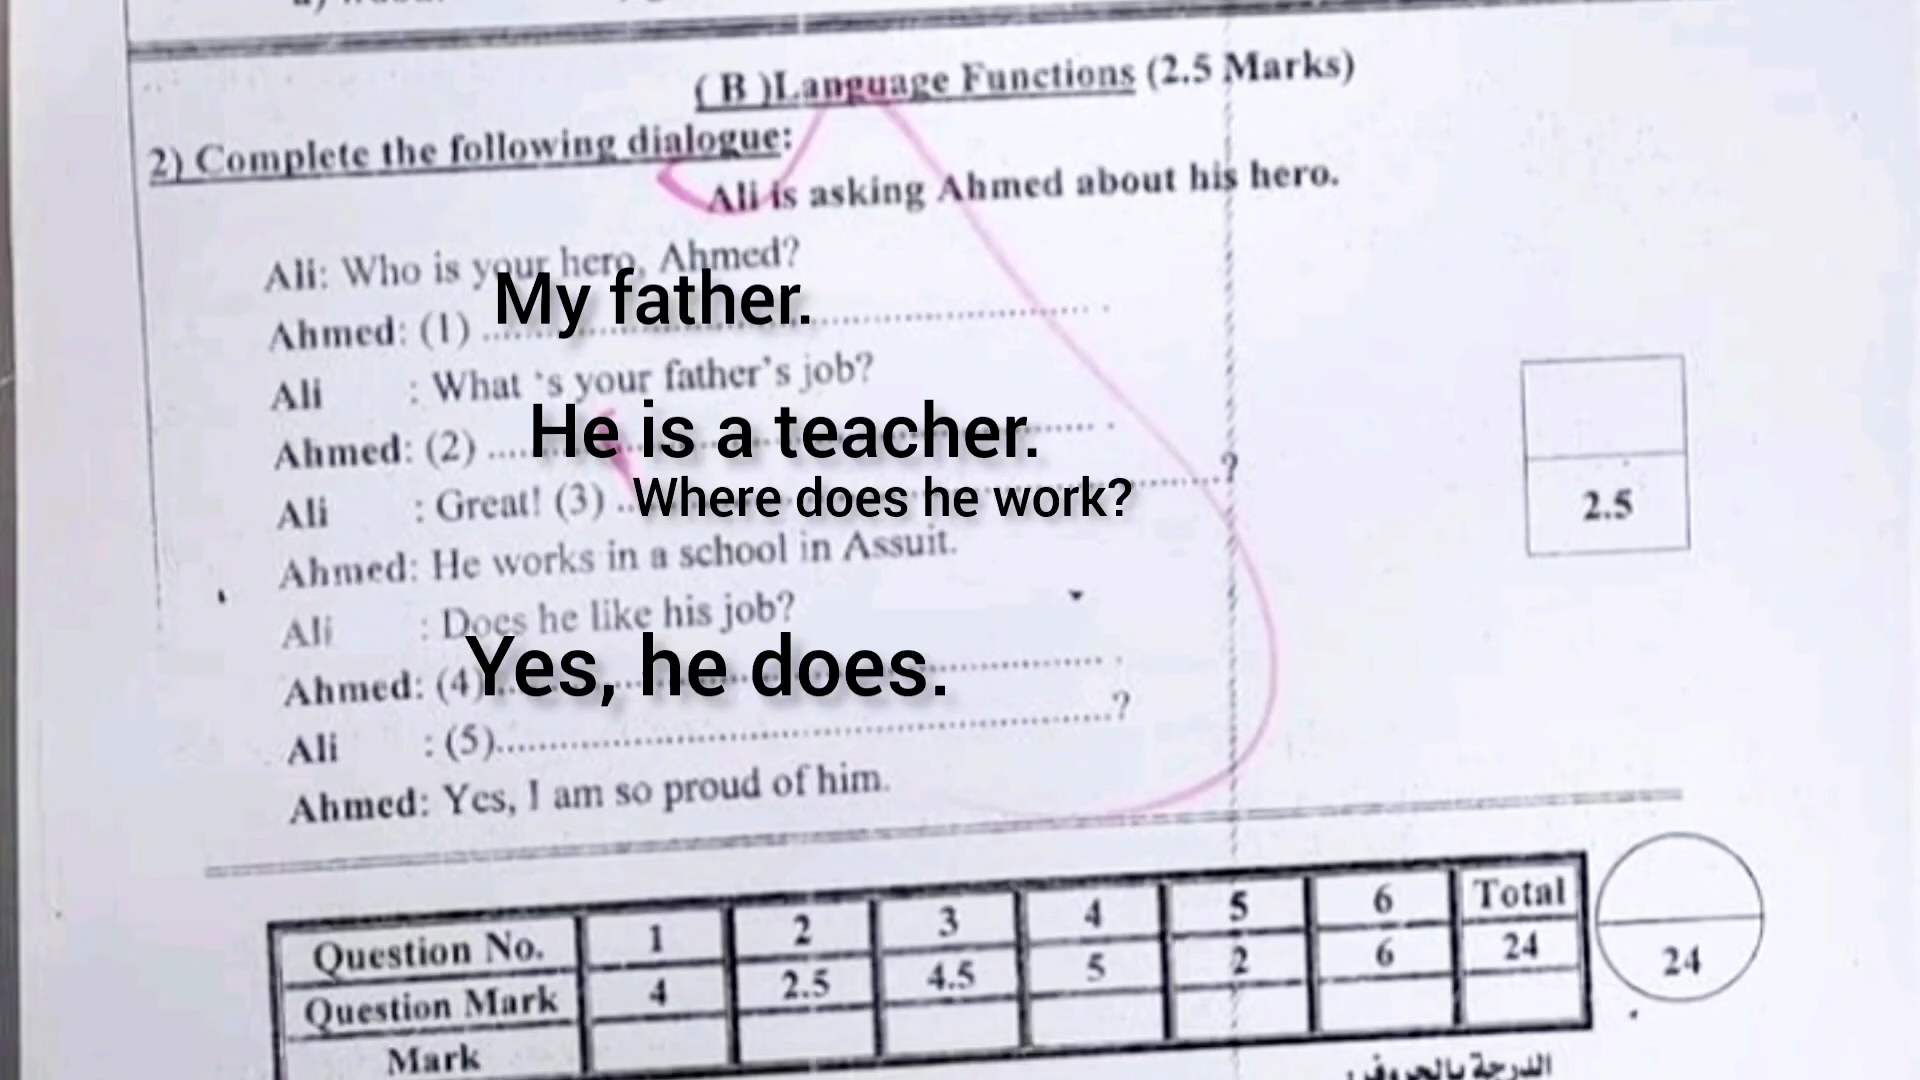 ( B )Language Functions (2.5 Marks)
2) Complete the following dialogue:
Ali is asking Ahmed about his hero.
Ali: Who is your hero, Ahmed?
My father.
Ahmed: (1) ............................................................ .
Ali : What 's your father's job?
He is a teacher.
Ahmed: (2) ............................................................ .
Ali : Great! (3) ............................................................?
Where does he work?
2.5
Ahmed: He works in a school in Assuit.
Ali : Does he like his job?
Yes, he does.
Ahmed: (4)............................................................ .
Ali : (5)............................................................?
Ahmed: Yes, I am so proud of him.
Question No. 1 2 3 4 5 6 Total
Question Mark 4 2.5 4.5 5 2 6 24
24
Mark
الدرجة بالحروف: